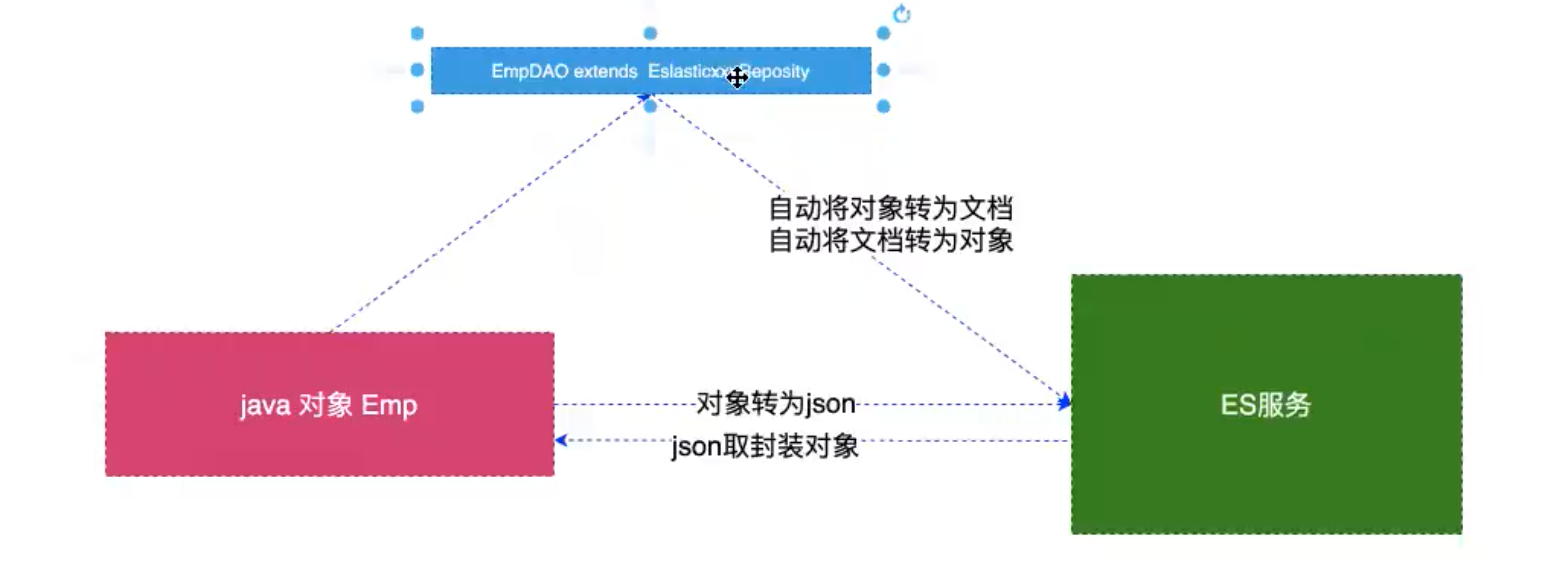 EmpDAO extends Eslasticxx Reposity
自动将对象转为文档
自动将文档转为对象
java 对象 Emp
对象转为json
ES服务
json取封装对象